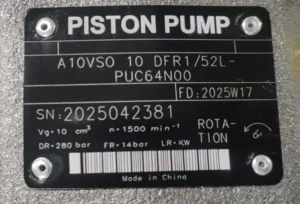 PISTON PUMP
A10VSO 10 DFR1/52L-
PUC64N00
FD:2025W17
SN:2025042381
Vg=10 cm³ n=1500 min⁻¹ ROTA-
TION
DR=280 bar FR=14bar LR=KW
Made in China